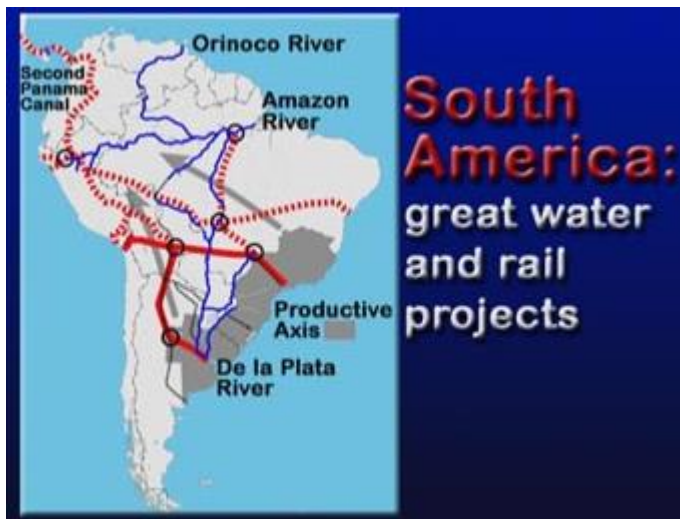 Orinoco River
Second
Panama
Canal
Amazon
River
Productive
Axis
De la Plata
River
South
America:
great water
and rail
projects